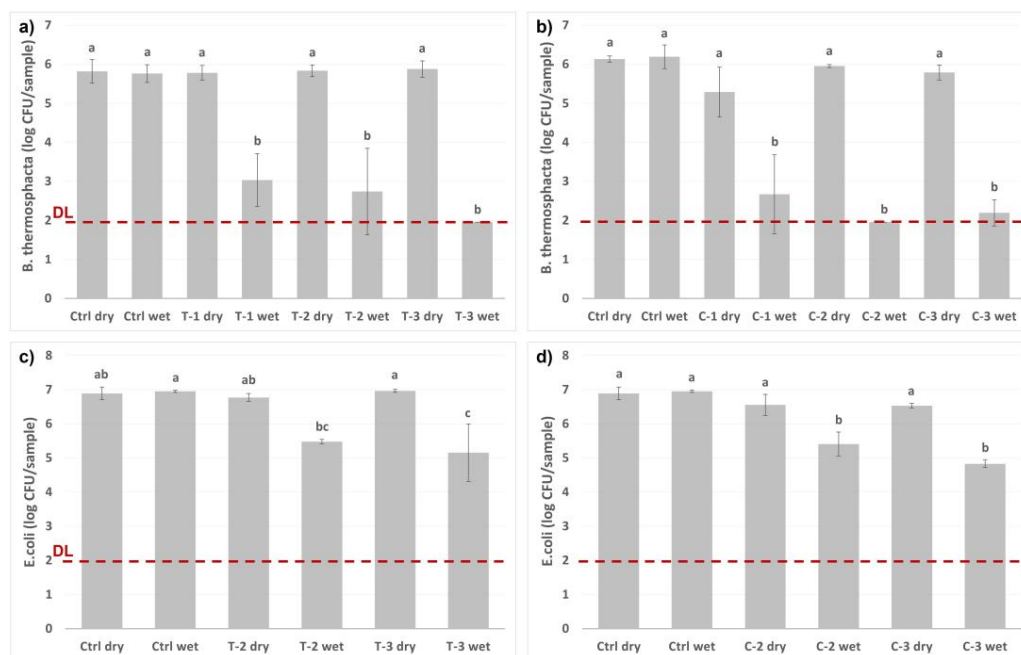 a)
B. thermosphacta (log CFU/sample)
7
6
5
4
3
2
1
0
DL
a
a
a
b
a
b
a
b
Ctrl dry Ctrl wet T-1 dry T-1 wet T-2 dry T-2 wet T-3 dry T-3 wet
b)
B. thermosphacta (log CFU/sample)
7
6
5
4
3
2
1
0
a
a
a
b
a
b
a
b
Ctrl dry Ctrl wet C-1 dry C-1 wet C-2 dry C-2 wet C-3 dry C-3 wet
c)
E.coli (log CFU/sample)
8
7
6
5
4
3
2
1
0
DL
ab
a
ab
bc
a
c
Ctrl dry Ctrl wet T-2 dry T-2 wet T-3 dry T-3 wet
d)
E.coli (log CFU/sample)
8
7
6
5
4
3
2
1
0
a
a
a
b
a
b
Ctrl dry Ctrl wet C-2 dry C-2 wet C-3 dry C-3 wet